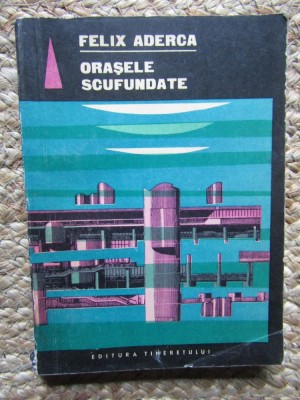 FELIX ADERCA
ORAȘELE
SCUFUNDATE
EDITURA TINERETULUI